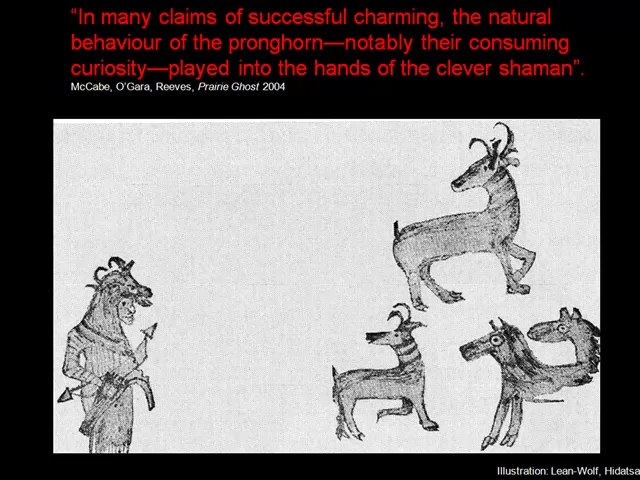 “In many claims of successful charming, the natural
behaviour of the pronghorn—notably their consuming
curiosity—played into the hands of the clever shaman”.
McCabe, O’Gara, Reeves, Prairie Ghost 2004
Illustration: Lean-Wolf, Hidatsa